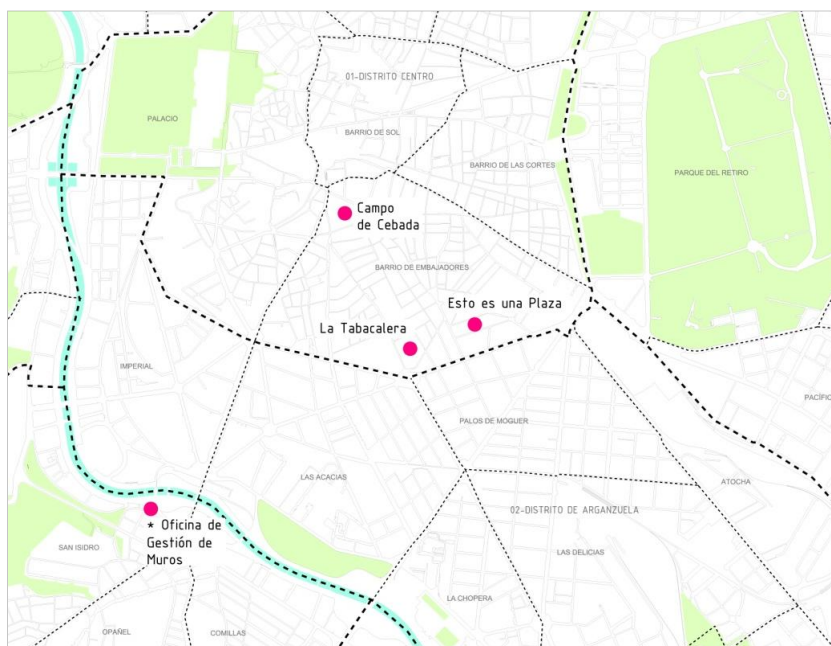 01-DISTRITO CENTRO
PALACIO
BARRIO DE SOL
BARRIO DE LAS CORTES
PARQUE DEL RETIRO
Campo
de Cebada
BARRIO DE EMBAJADORES
Esto es una Plaza
La Tabacalera
IMPERIAL
PACÍFIC
PALOS DE MOGUER
LAS ACACIAS
ATOCHA
02-DISTRITO DE ARGANZUELA
* Oficina de
Gestión de
Muros
SAN ISIDRO
LAS DELICIAS
LA CHOPERA
OPAÑEL
COMILLAS